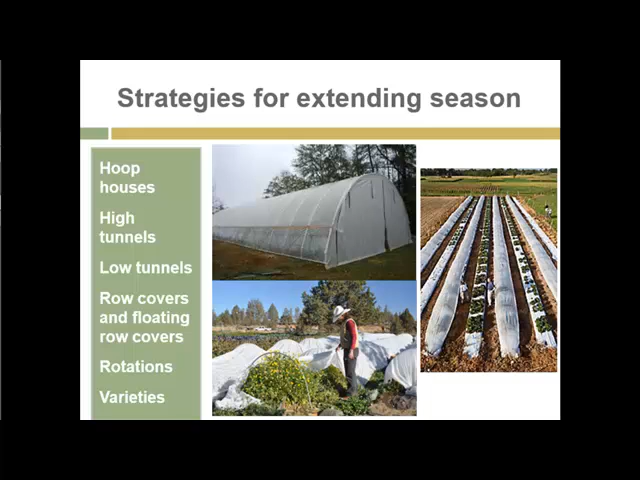 Strategies for extending season
Hoop
houses
High
tunnels
Low tunnels
Row covers
and floating
row covers
Rotations
Varieties